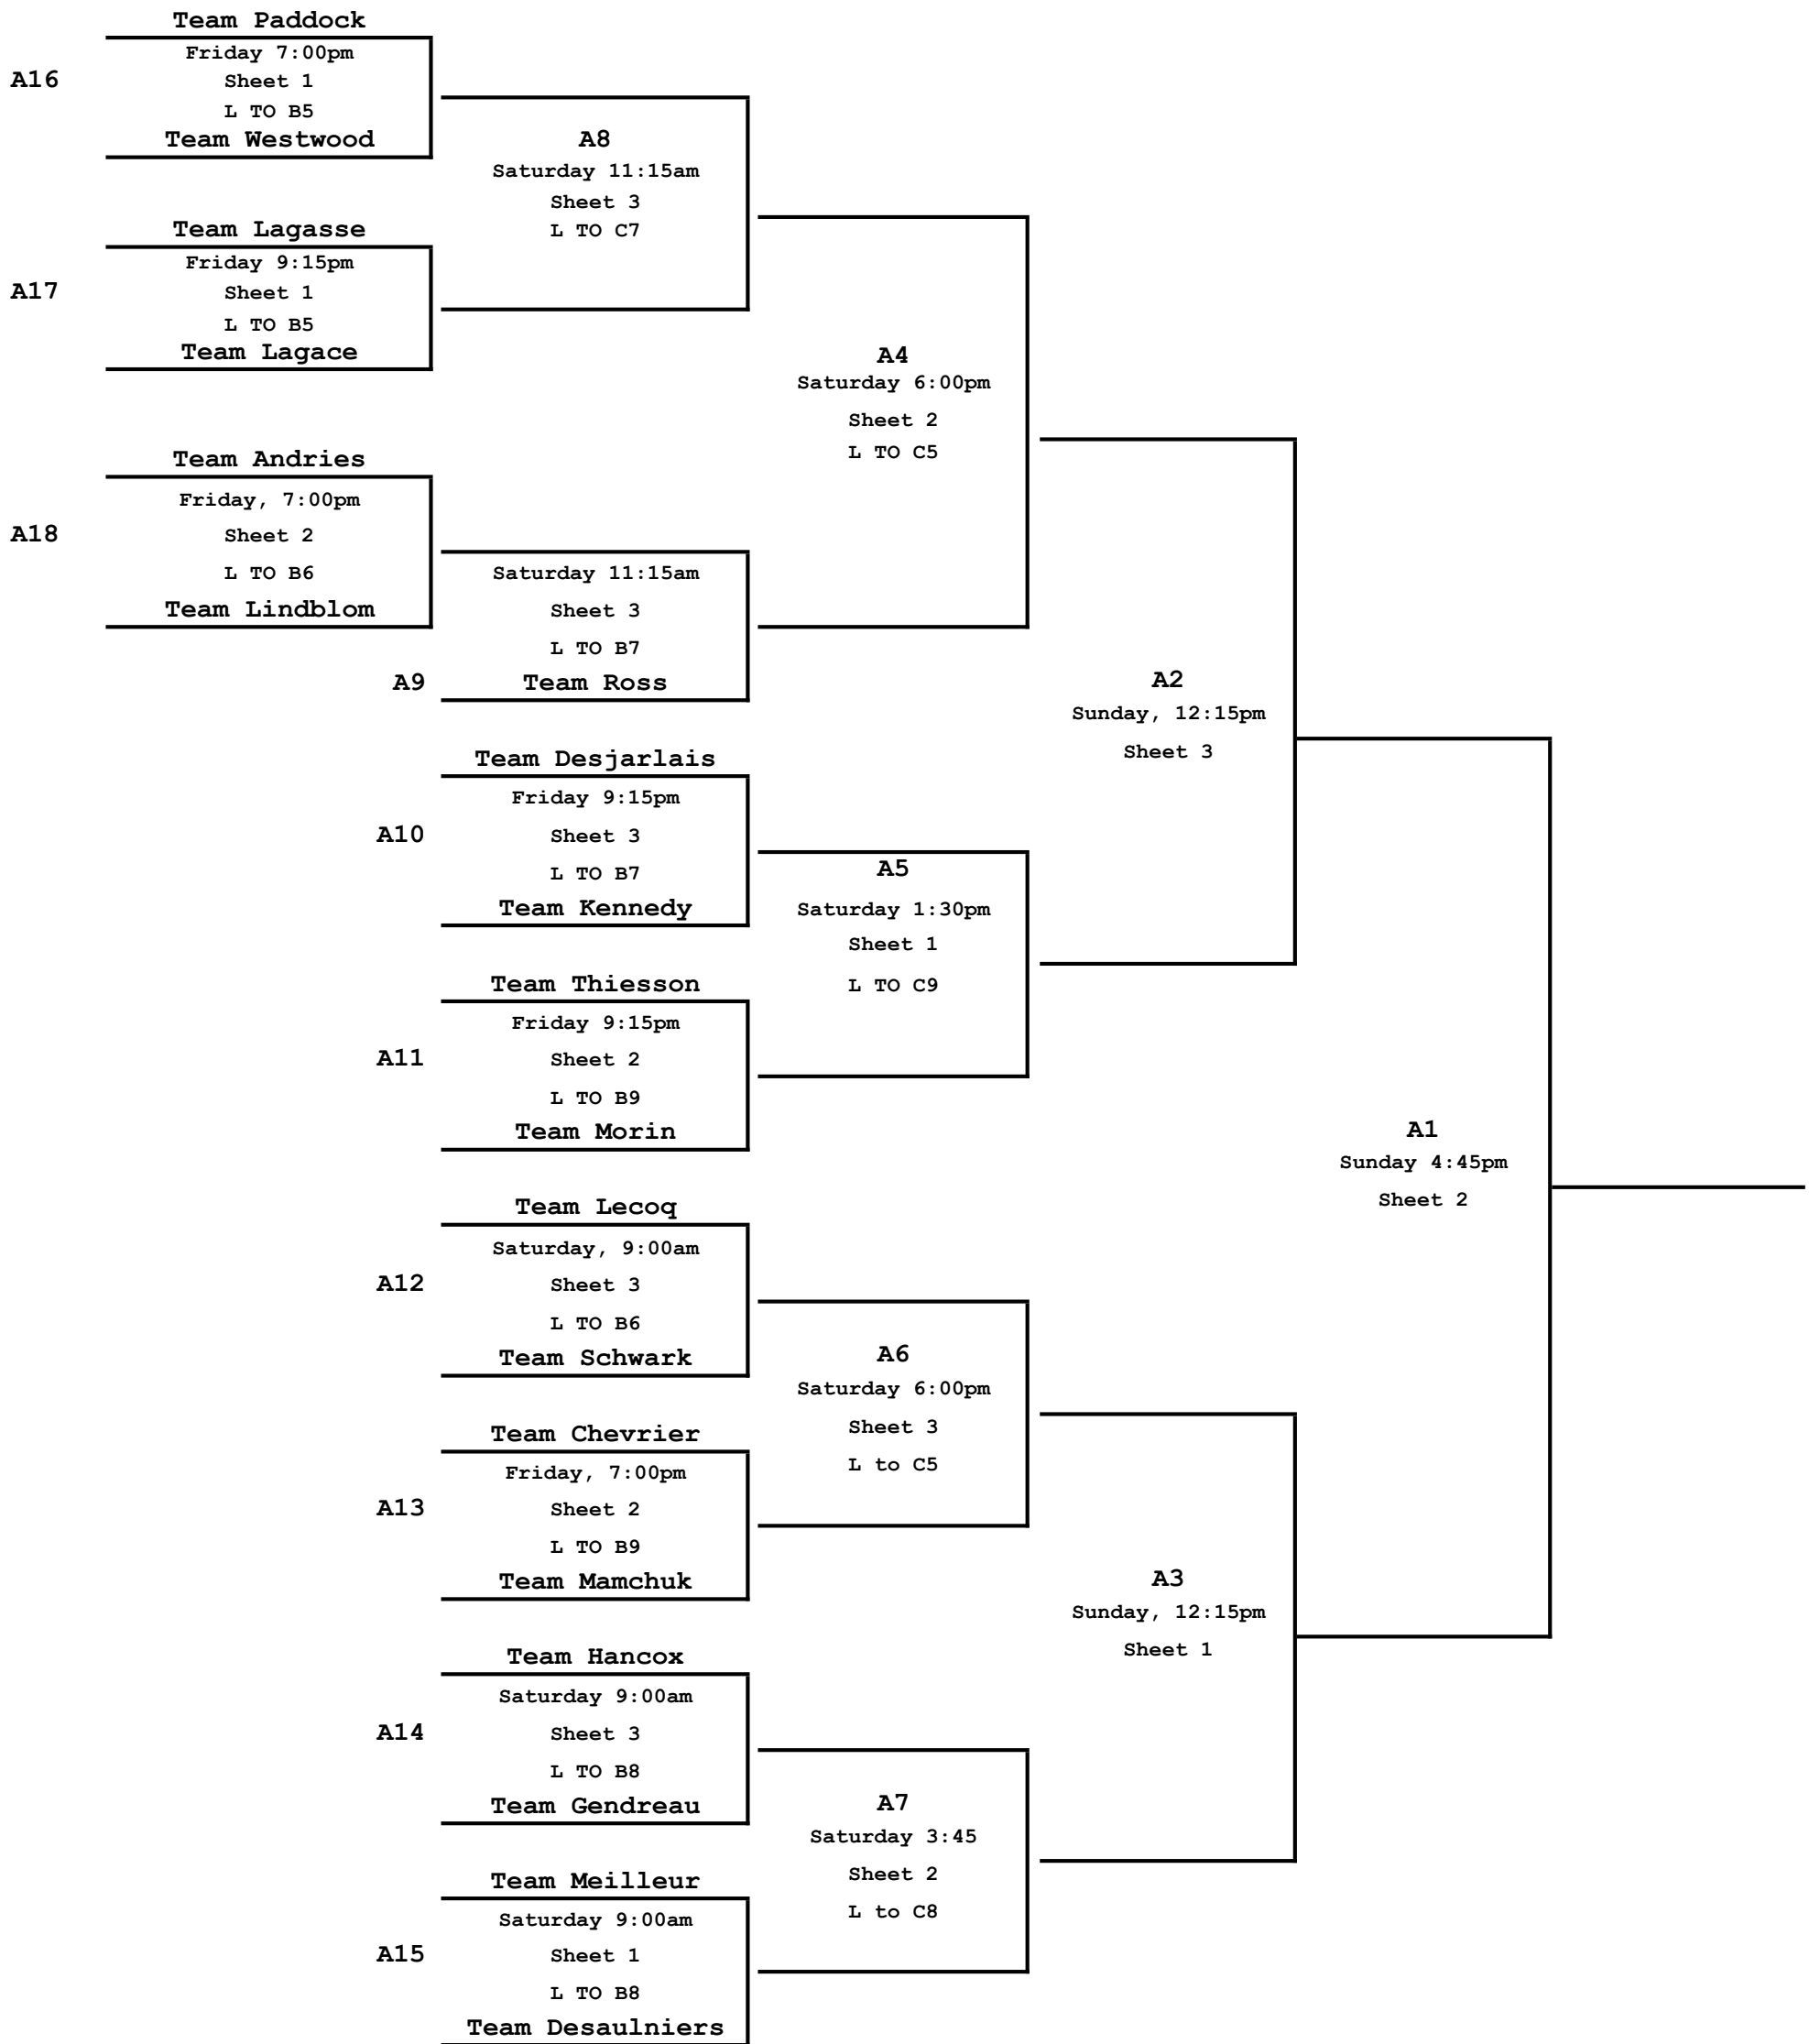 Team Paddock
Friday 7:00pm
A16
Sheet 1
L TO B5
Team Westwood
A8
Saturday 11:15am
Sheet 3
L TO C7
Team Lagasse
Friday 9:15pm
A17
Sheet 1
L TO B5
Team Lagace
A4
Saturday 6:00pm
Sheet 2
L TO C5
Team Andries
Friday, 7:00pm
A18
Sheet 2
L TO B6
Team Lindblom
Saturday 11:15am
Sheet 3
L TO B7
A9
Team Ross
A2
Sunday, 12:15pm
Sheet 3
Team Desjarlais
Friday 9:15pm
A10
Sheet 3
L TO B7
Team Kennedy
A5
Saturday 1:30pm
Sheet 1
L TO C9
Team Thiesson
Friday 9:15pm
A11
Sheet 2
L TO B9
Team Morin
A1
Sunday 4:45pm
Sheet 2
Team Lecoq
Saturday, 9:00am
A12
Sheet 3
L TO B6
Team Schwark
A6
Saturday 6:00pm
Sheet 3
L to C5
Team Chevrier
Friday, 7:00pm
A13
Sheet 2
L TO B9
Team Mamchuk
A3
Sunday, 12:15pm
Sheet 1
Team Hancox
Saturday 9:00am
A14
Sheet 3
L TO B8
Team Gendreau
A7
Saturday 3:45
Sheet 2
L to C8
Team Meilleur
Saturday 9:00am
A15
Sheet 1
L TO B8
Team Desaulniers